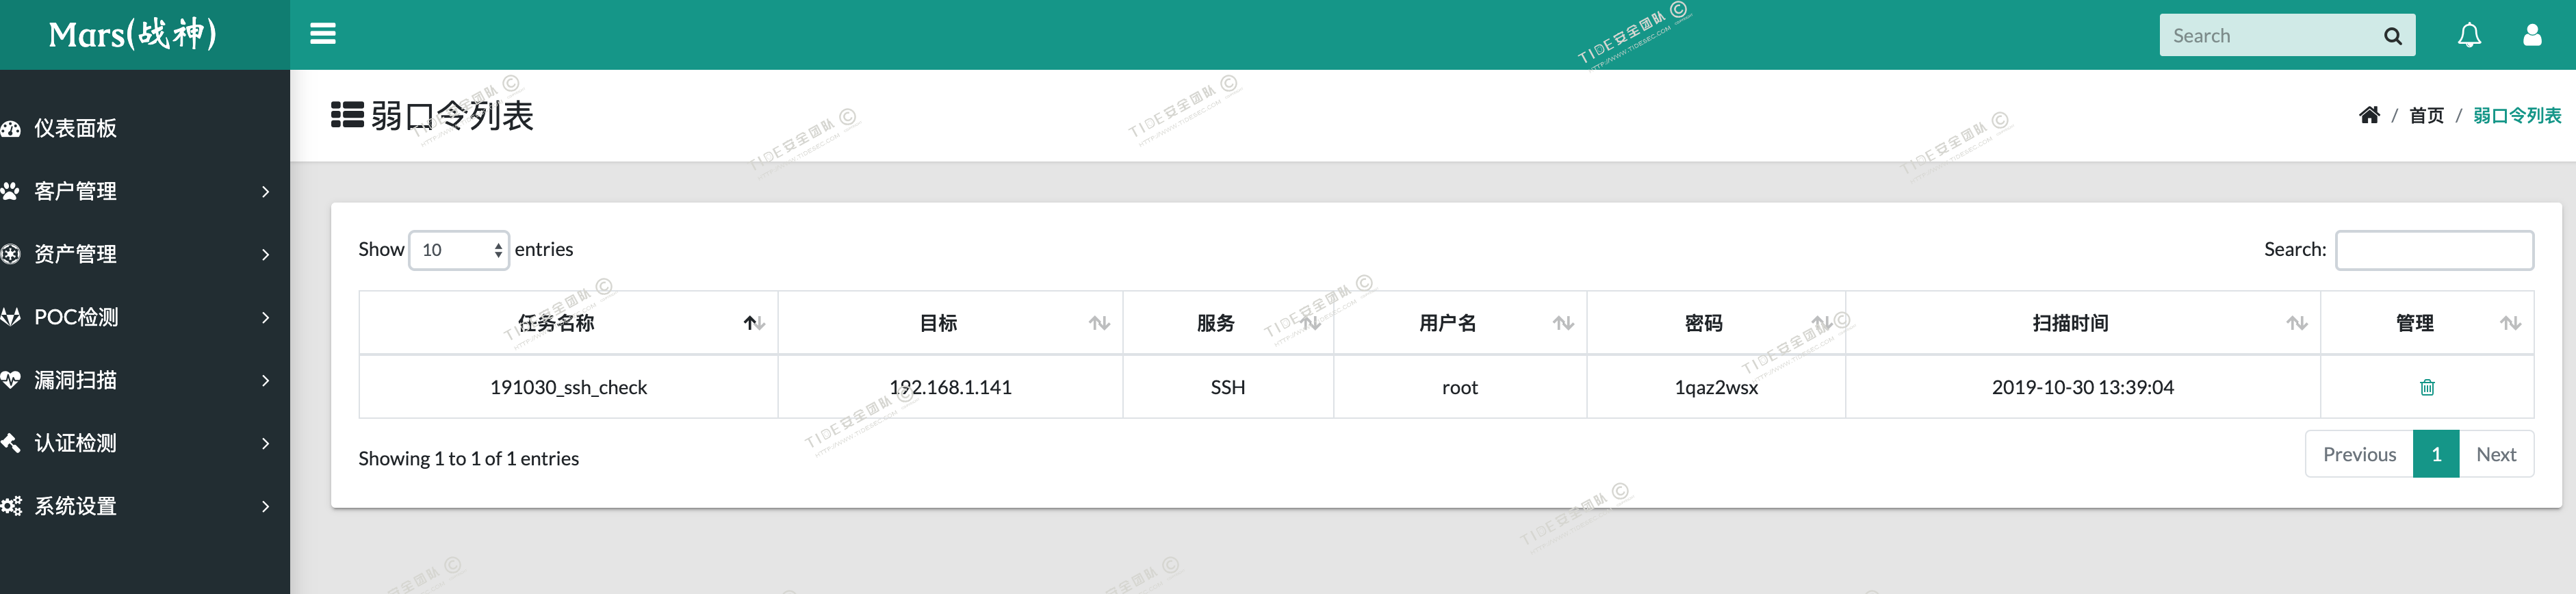 Mars(战神)
Search
仪表面板
客户管理
资产管理
POC检测
漏洞扫描
认证检测
系统设置
弱口令列表
/ 首页 / 弱口令列表
Show 10 entries
Search:
任务名称 目标 服务 用户名 密码 扫描时间 管理
191030_ssh_check 192.168.1.141 SSH root 1qaz2wsx 2019-10-30 13:39:04
Showing 1 to 1 of 1 entries
Previous 1 Next
TIDE安全团队 ©
HTTP://WWW.TIDESEC.COM